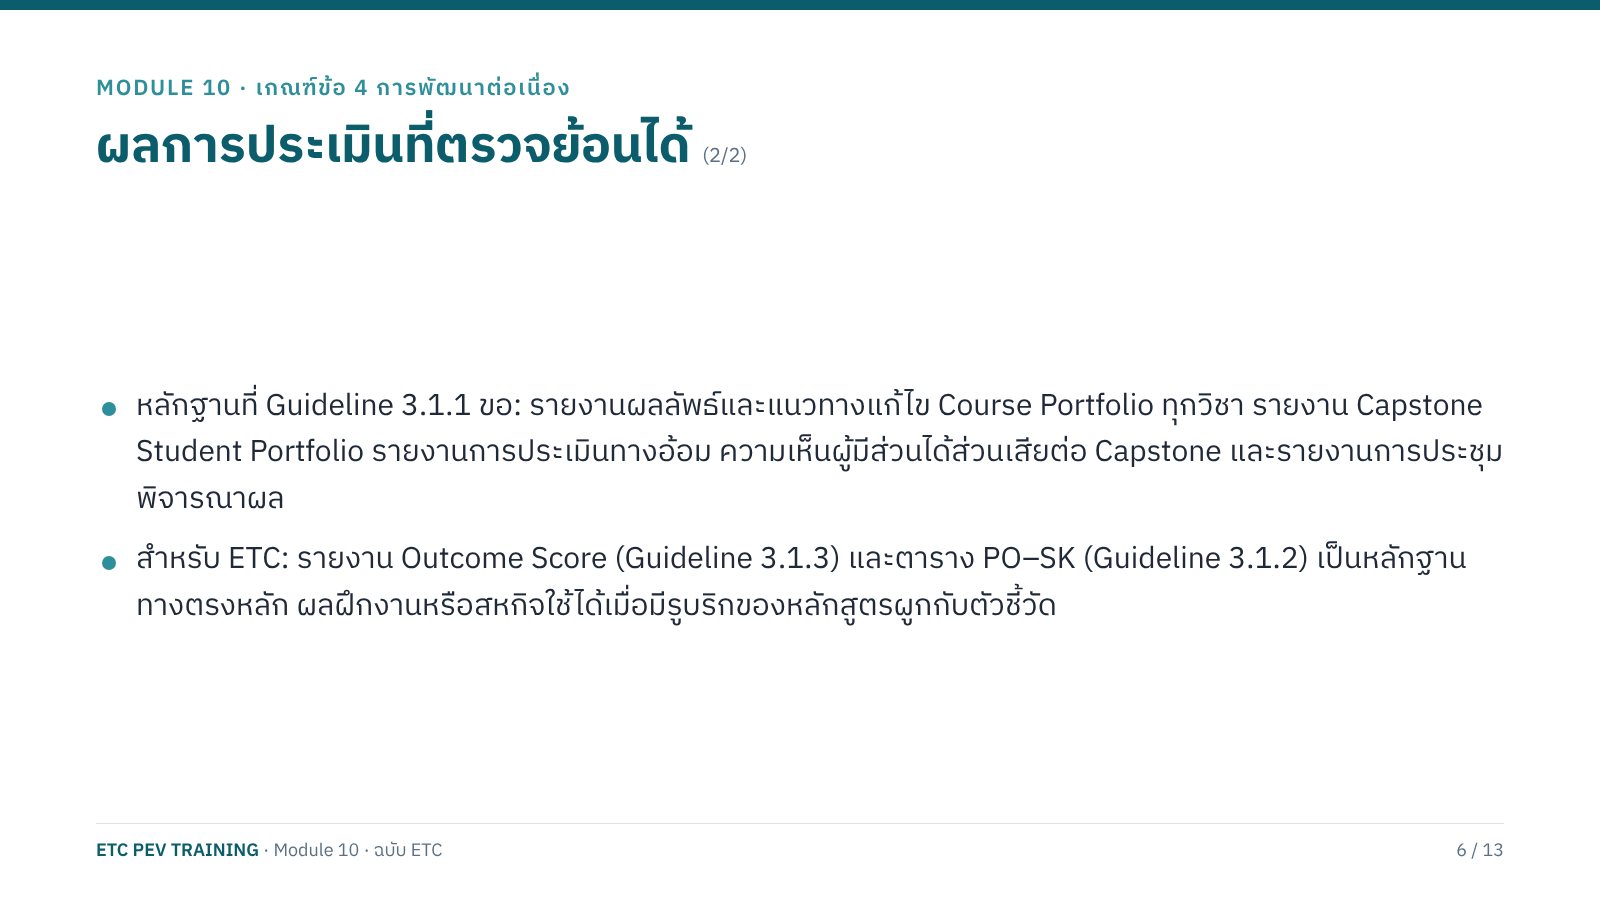 MODULE 10 · เกณฑ์ข้อ 4 การพัฒนาต่อเนื่อง
ผลการประเมินที่ตรวจย้อนได้ (2/2)
• หลักฐานที่ Guideline 3.1.1 ขอ: รายงานผลลัพธ์และแนวทางแก้ไข Course Portfolio ทุกวิชา รายงาน Capstone
Student Portfolio รายงานการประเมินทางอ้อม ความเห็นผู้มีส่วนได้ส่วนเสียต่อ Capstone และรายงานการประชุม
พิจารณาผล
• สำหรับ ETC: รายงาน Outcome Score (Guideline 3.1.3) และตาราง PO–SK (Guideline 3.1.2) เป็นหลักฐาน
ทางตรงหลัก ผลฝึกงานหรือสหกิจใช้ได้เมื่อมีรูบริกของหลักสูตรผูกกับตัวชี้วัด
ETC PEV TRAINING · Module 10 · ฉบับ ETC
6 / 13